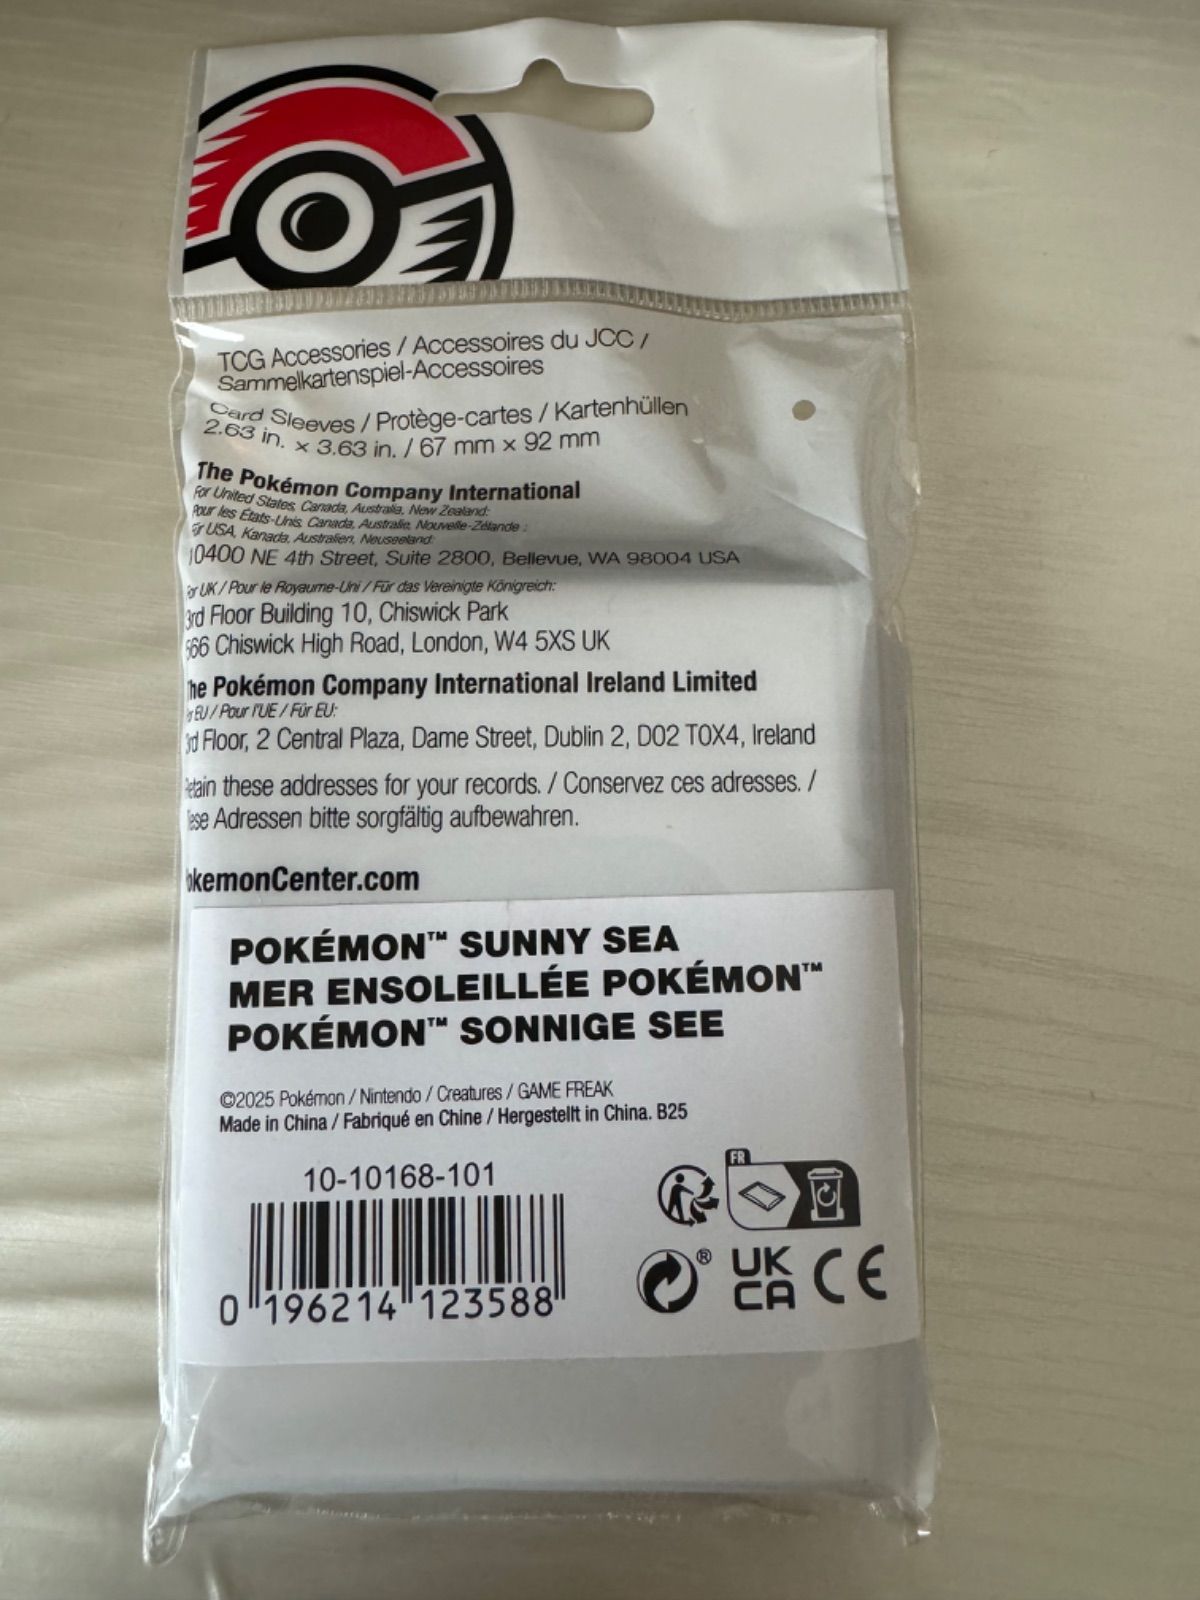 TCG Accessories / Accessoires du JCC /
Sammelkartenspiel-Accessoires
Card Sleeves / Protège-cartes / Kartenhüllen
2.63 in. × 3.63 in. / 67 mm × 92 mm
The Pokémon Company International
For United States, Canada, Australia, New Zealand:
Pour les États-Unis, Canada, Australie, Nouvelle-Zélande :
Für USA, Kanada, Australien, Neuseeland:
10400 NE 4th Street, Suite 2800, Bellevue, WA 98004 USA
For UK / Pour le Royaume-Uni / Für das Vereinigte Königreich:
3rd Floor Building 10, Chiswick Park
566 Chiswick High Road, London, W4 5XS UK
The Pokémon Company International Ireland Limited
For EU / Pour l'UE / Für EU:
3rd Floor, 2 Central Plaza, Dame Street, Dublin 2, D02 T0X4, Ireland
Retain these addresses for your records. / Conservez ces adresses. /
Diese Adressen bitte sorgfältig aufbewahren.
PokemonCenter.com
POKÉMON™ SUNNY SEA
MER ENSOLEILLÉE POKÉMON™
POKÉMON™ SONNIGE SEE
©2025 Pokémon / Nintendo / Creatures / GAME FREAK
Made in China / Fabriqué en Chine / Hergestellt in China. B25
10-10168-101
0 196214 123588
FR
®
UK
CA
CE